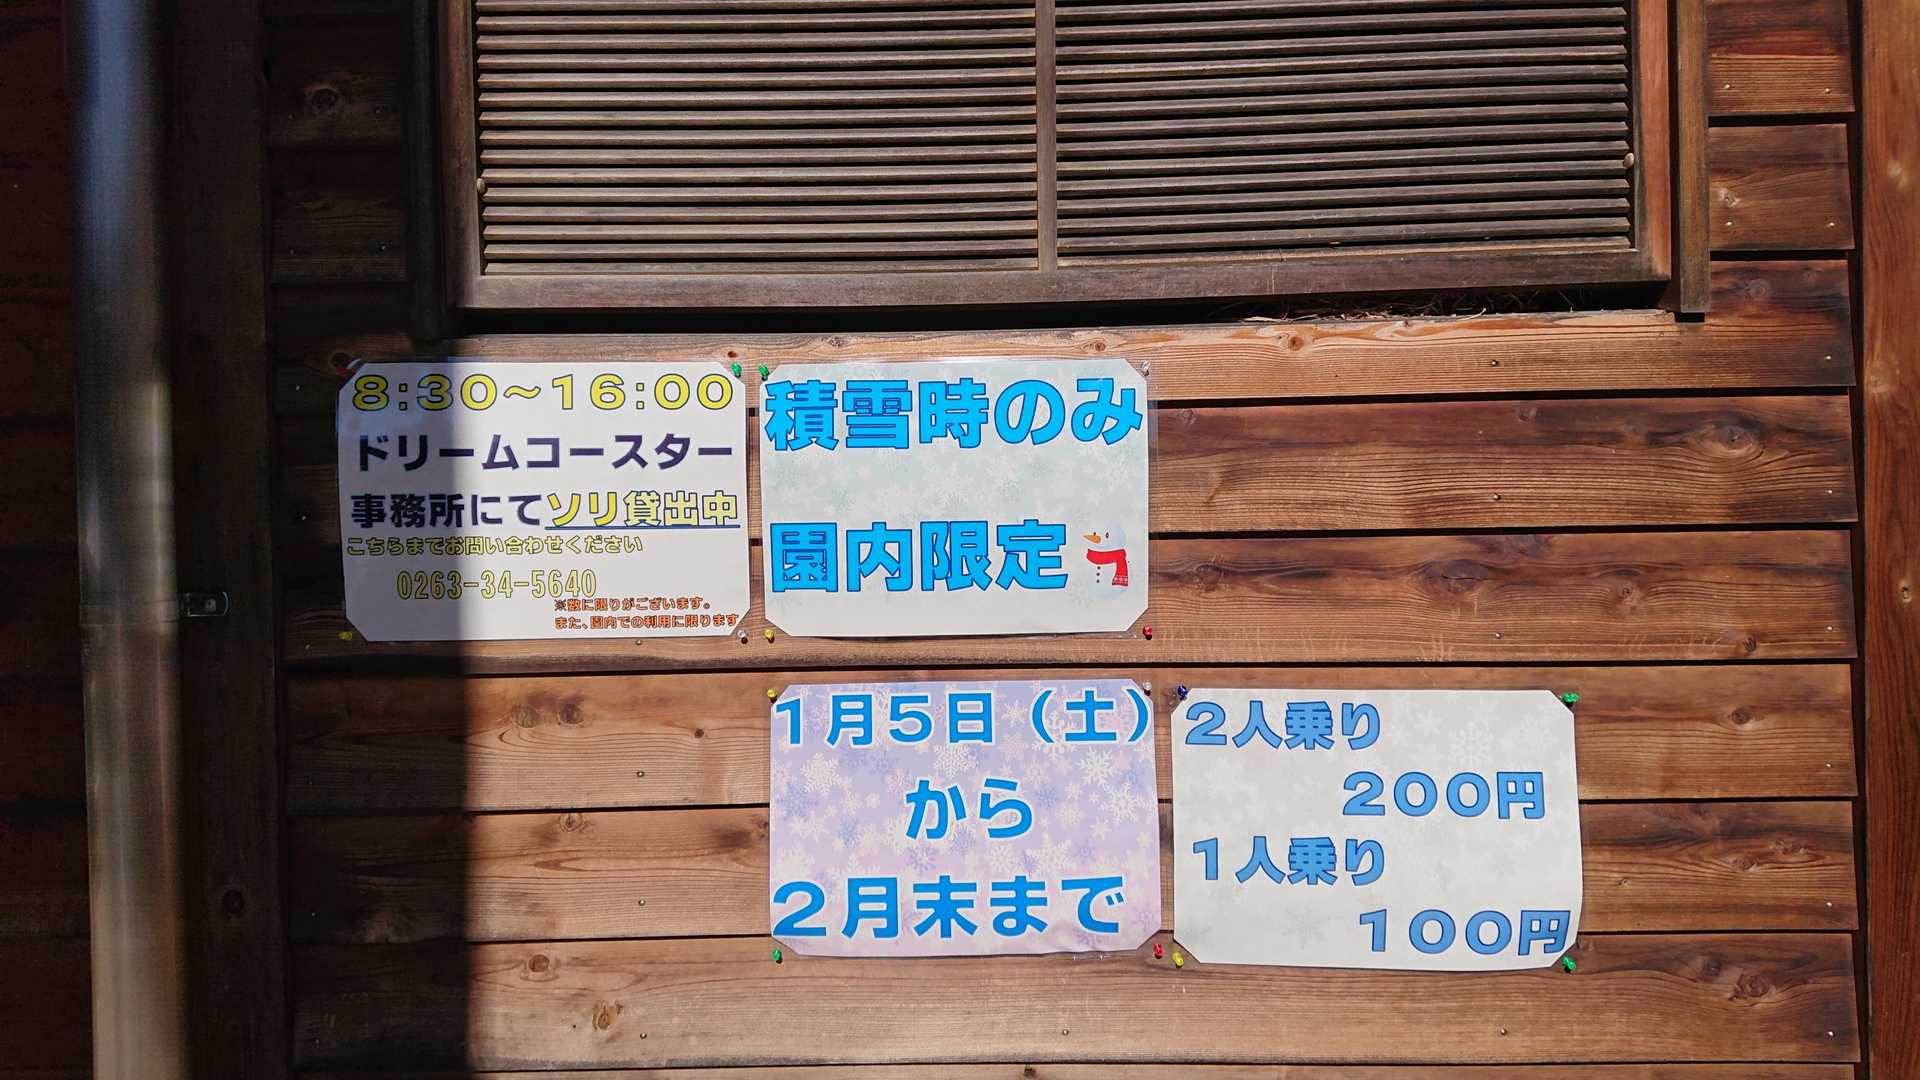 8:30～16:00
ドリームコースター
事務所にてソリ貸出中
こちらまでお問い合わせください
0263-34-5640
※数に限りがございます。
また、園内での利用に限ります
積雪時のみ
園内限定
1月5日（土）
から
2月末まで
2人乗り
200円
1人乗り
100円